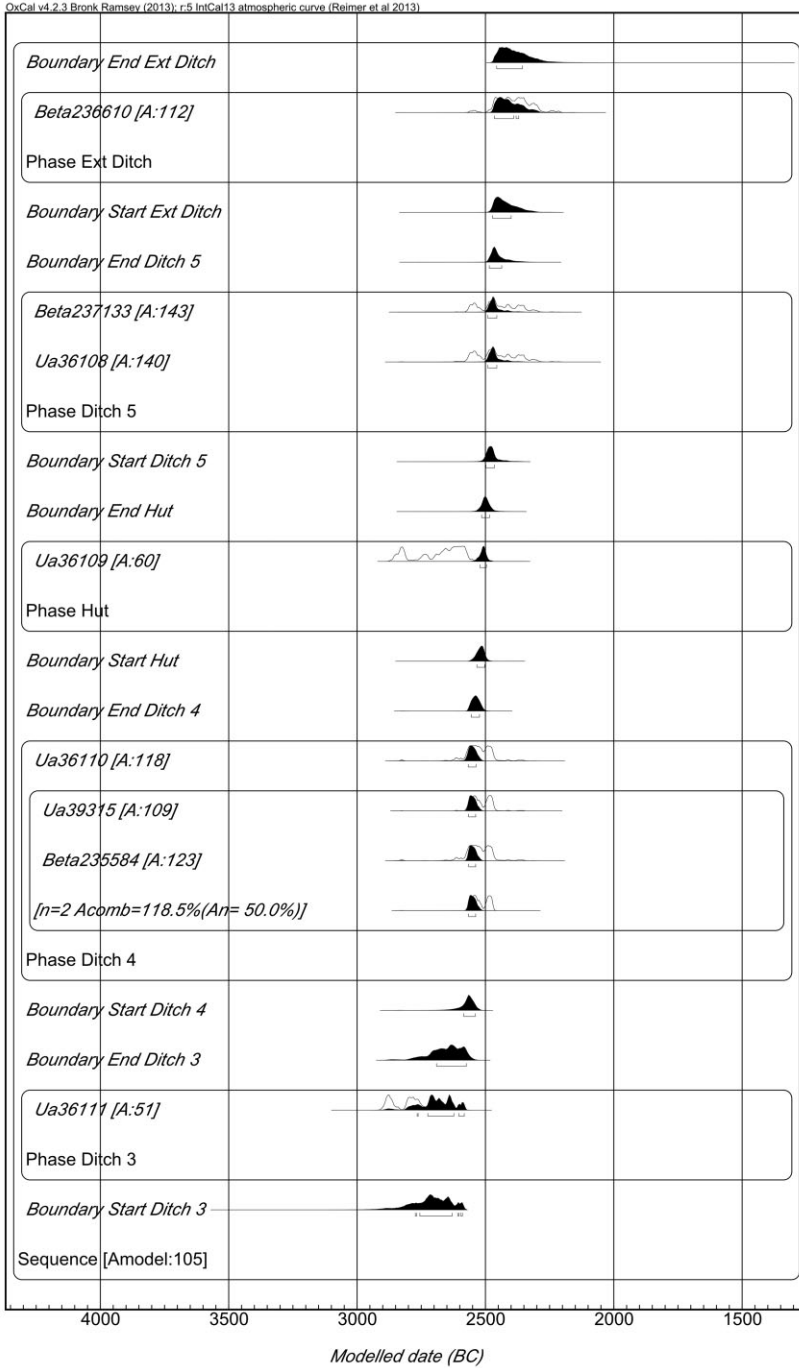 OxCal v4.2.3 Bronk Ramsey (2013); r:5 IntCal13 atmospheric curve (Reimer et al 2013)
Boundary End Ext Ditch
Beta236610 [A:112]
Phase Ext Ditch
Boundary Start Ext Ditch
Boundary End Ditch 5
Beta237133 [A:143]
Ua36108 [A:140]
Phase Ditch 5
Boundary Start Ditch 5
Boundary End Hut
Ua36109 [A:60]
Phase Hut
Boundary Start Hut
Boundary End Ditch 4
Ua36110 [A:118]
Ua39315 [A:109]
Beta235584 [A:123]
[n=2 Acomb=118.5%(An= 50.0%)]
Phase Ditch 4
Boundary Start Ditch 4
Boundary End Ditch 3
Ua36111 [A:51]
Phase Ditch 3
Boundary Start Ditch 3
Sequence [Amodel:105]
4000 3500 3000 2500 2000 1500
Modelled date (BC)